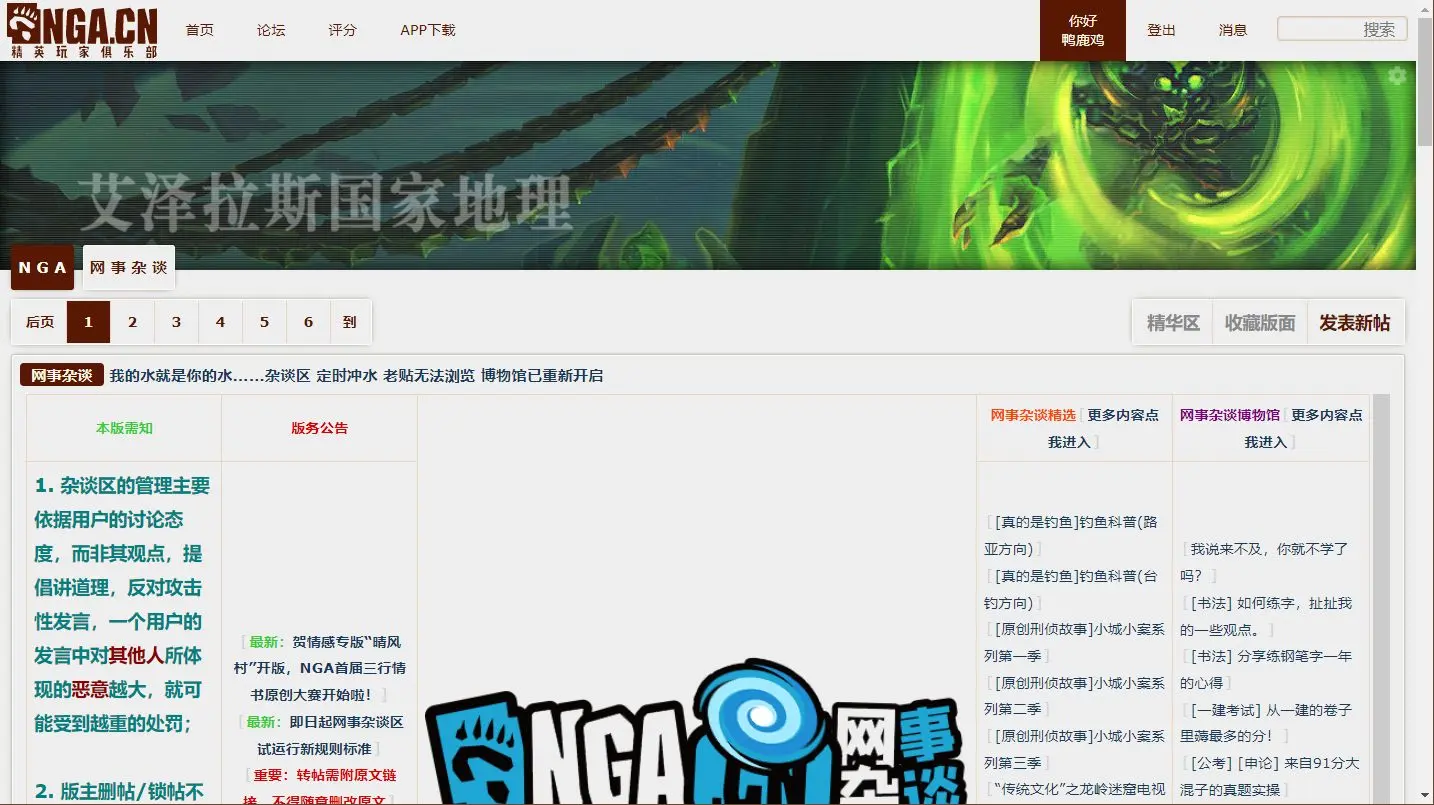 NGA.CN
精英玩家俱乐部
首页 论坛 评分 APP下载
你好
鸭鹿鸡
登出 消息 搜索
艾泽拉斯国家地理
NGA 网事杂谈
后页 1 2 3 4 5 6 到
精华区 收藏版面 发表新帖
网事杂谈 我的水就是你的水……杂谈区 定时冲水 老贴无法浏览 博物馆已重新开启
本版需知
1. 杂谈区的管理主要
依据用户的讨论态
度，而非其观点，提
倡讲道理，反对攻击
性发言，一个用户的
发言中对其他人所体
现的恶意越大，就可
能受到越重的处罚；
2. 版主删帖/锁帖不
版务公告
[最新：贺情感专版“晴风
村”开版，NGA首届三行情
书原创大赛开始啦！]
[最新：即日起网事杂谈区
试运行新规则标准]
[重要：转帖需附原文链
接，不得随意删改原文]
NGA.CN 网事杂谈
网事杂谈精选[更多内容点
我进入]
[[真的是钓鱼]钓鱼科普(路
亚方向)]
[[真的是钓鱼]钓鱼科普(台
钓方向)]
[[原创刑侦故事]小城小案系
列第一季]
[[原创刑侦故事]小城小案系
列第二季]
[[原创刑侦故事]小城小案系
列第三季]
[“传统文化”之龙岭迷窟电视
网事杂谈博物馆[更多内容点
我进入]
[我说来不及，你就不学了
吗？]
[[书法] 如何练字，扯扯我
的一些观点。]
[[书法] 分享练钢笔字一年
的心得]
[[一建考试] 从一建的卷子
里薅最多的分！]
[[公考] [申论] 来自91分大
混子的真题实操]